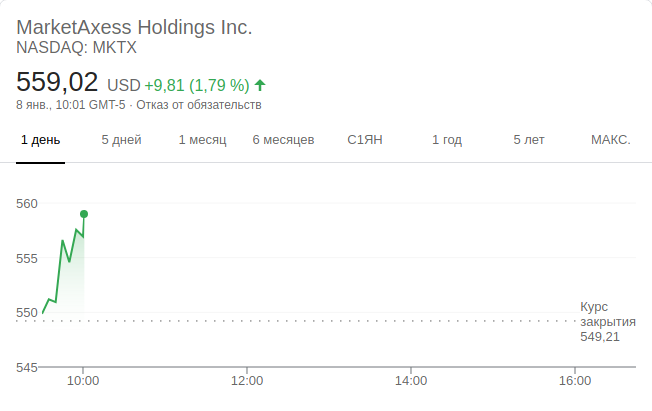 MarketAxess Holdings Inc.
NASDAQ: MKTX
559,02 USD +9,81 (1,79 %)
8 янв., 10:01 GMT-5 · Отказ от обязательств
1 день 5 дней 1 месяц 6 месяцев С1ЯН 1 год 5 лет МАКС.
560
555
550
545
Курс
закрытия
549,21
10:00 12:00 14:00 16:00